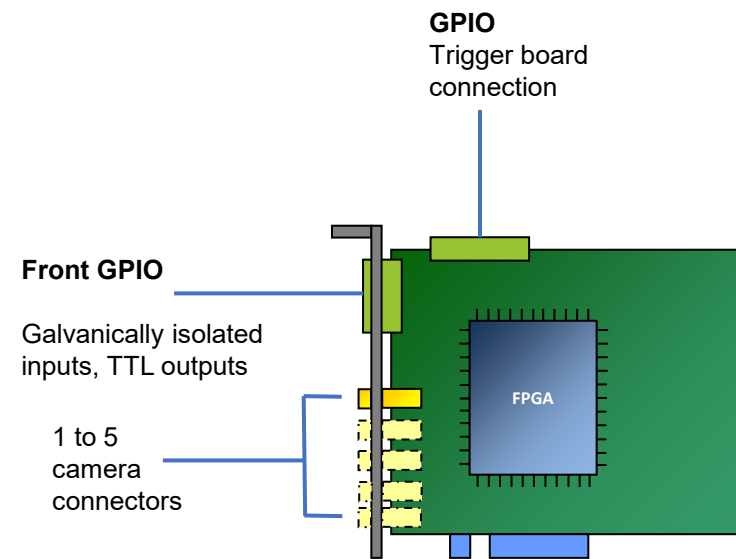 GPIO
Trigger board
connection
Front GPIO
Galvanically isolated
inputs, TTL outputs
FPGA
1 to 5
camera
connectors